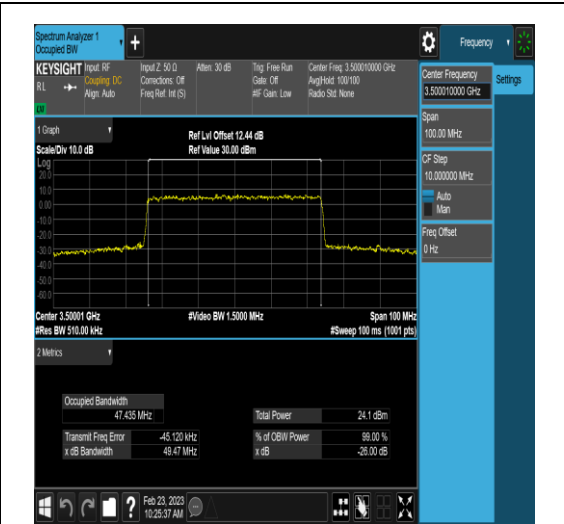 Spectrum Analyzer 1
Occupied BW
+
Frequency
KEYSIGHT Input: RF Input Z: 50 Ω Atten: 30 dB Trig: Free Run Center Freq: 3.500010000 GHz
RL Coupling: DC Corrections: Off Gate: Off Avg|Hold: 100/100
Align: Auto Freq Ref: Int (S) #IF Gain: Low Radio Std: None
Center Frequency
3.500010000 GHz
Settings
Span
100.00 MHz
CF Step
10.000000 MHz
Auto
Man
Freq Offset
0 Hz
1 Graph
Ref Lvl Offset 12.44 dB
Scale/Div 10.0 dB Ref Value 30.00 dBm
Log
20.0
10.0
0.00
-10.0
-20.0
-30.0
-40.0
-50.0
-60.0
Center 3.50001 GHz #Video BW 1.5000 MHz Span 100 MHz
#Res BW 510.00 kHz #Sweep 100 ms (1001 pts)
2 Metrics
Occupied Bandwidth
47.435 MHz
Total Power 24.1 dBm
Transmit Freq Error -45.120 kHz % of OBW Power 99.00 %
x dB Bandwidth 49.47 MHz x dB -26.00 dB
? Feb 23, 2023
10:25:37 AM